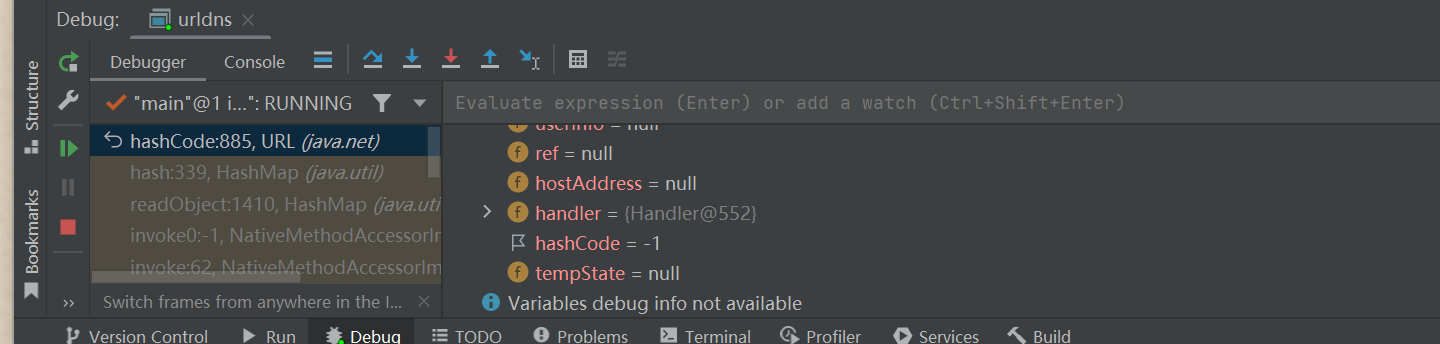 Debug: urldns
Structure
Bookmarks
Debugger Console
"main"@1 i...": RUNNING
Evaluate expression (Enter) or add a watch (Ctrl+Shift+Enter)
hashCode:885, URL (java.net)
hash:339, HashMap (java.util)
readObject:1410, HashMap (java.uti
invoke0:-1, NativeMethodAccessorIm
invoke:62, NativeMethodAccessorIm
Switch frames from anywhere in the I...
userInfo = null
ref = null
hostAddress = null
handler = {Handler@552}
hashCode = -1
tempState = null
Variables debug info not available
Version Control Run Debug TODO Problems Terminal Profiler Services Build